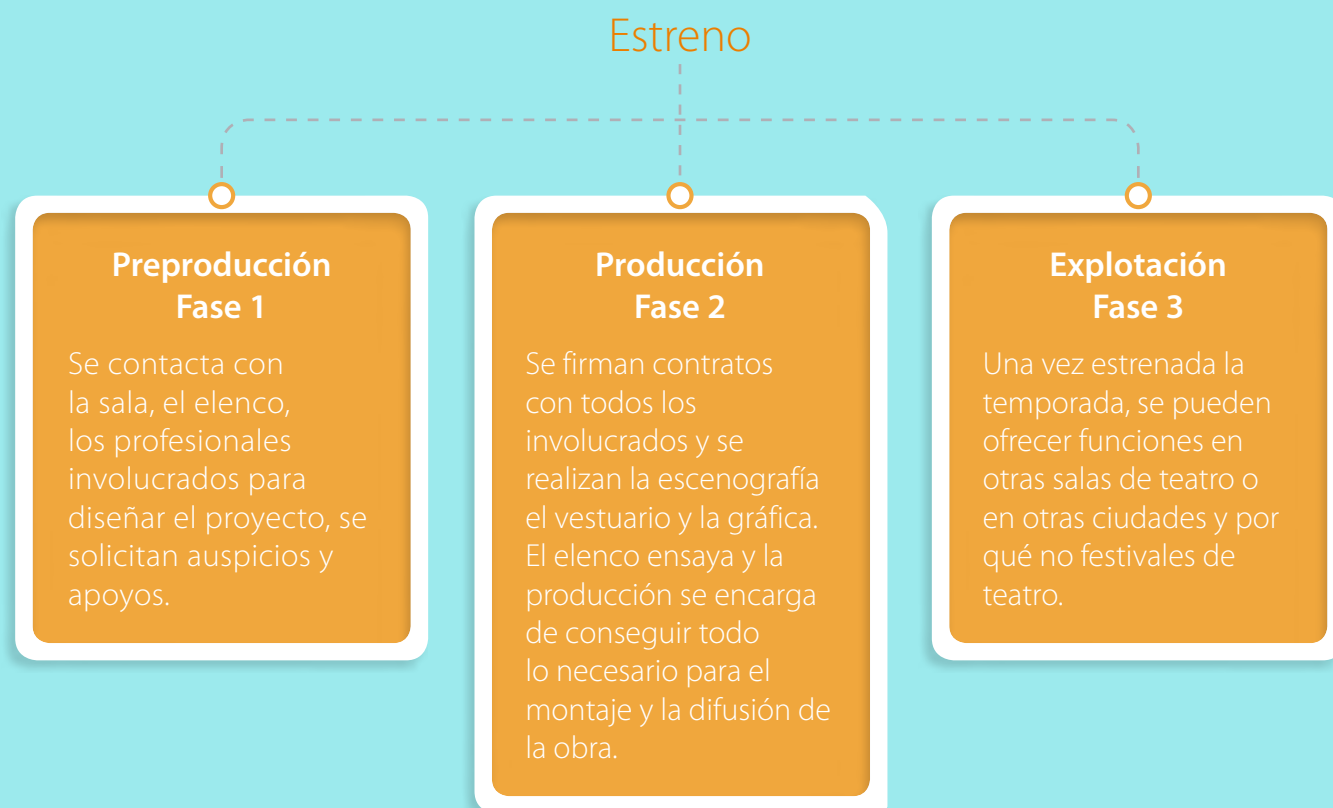 Estreno
Preproducción
Fase 1
Se contacta con
la sala, el elenco,
los profesionales
involucrados para
diseñar el proyecto, se
solicitan auspicios y
apoyos.
Producción
Fase 2
Se firman contratos
con todos los
involucrados y se
realizan la escenografía
el vestuario y la gráfica.
El elenco ensaya y la
producción se encarga
de conseguir todo
lo necesario para el
montaje y la difusión de
la obra.
Explotación
Fase 3
Una vez estrenada la
temporada, se pueden
ofrecer funciones en
otras salas de teatro o
en otras ciudades y por
qué no festivales de
teatro.